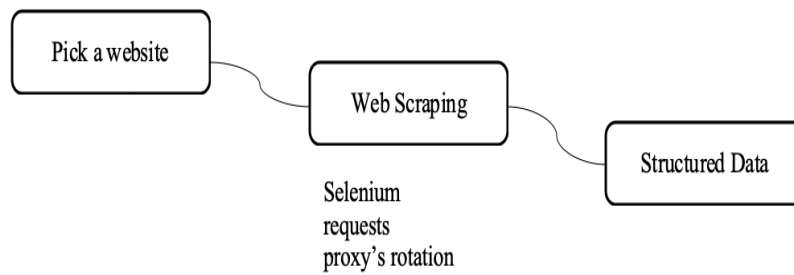 Pick a website
Web Scraping
Structured Data
Selenium
requests
proxy’s rotation